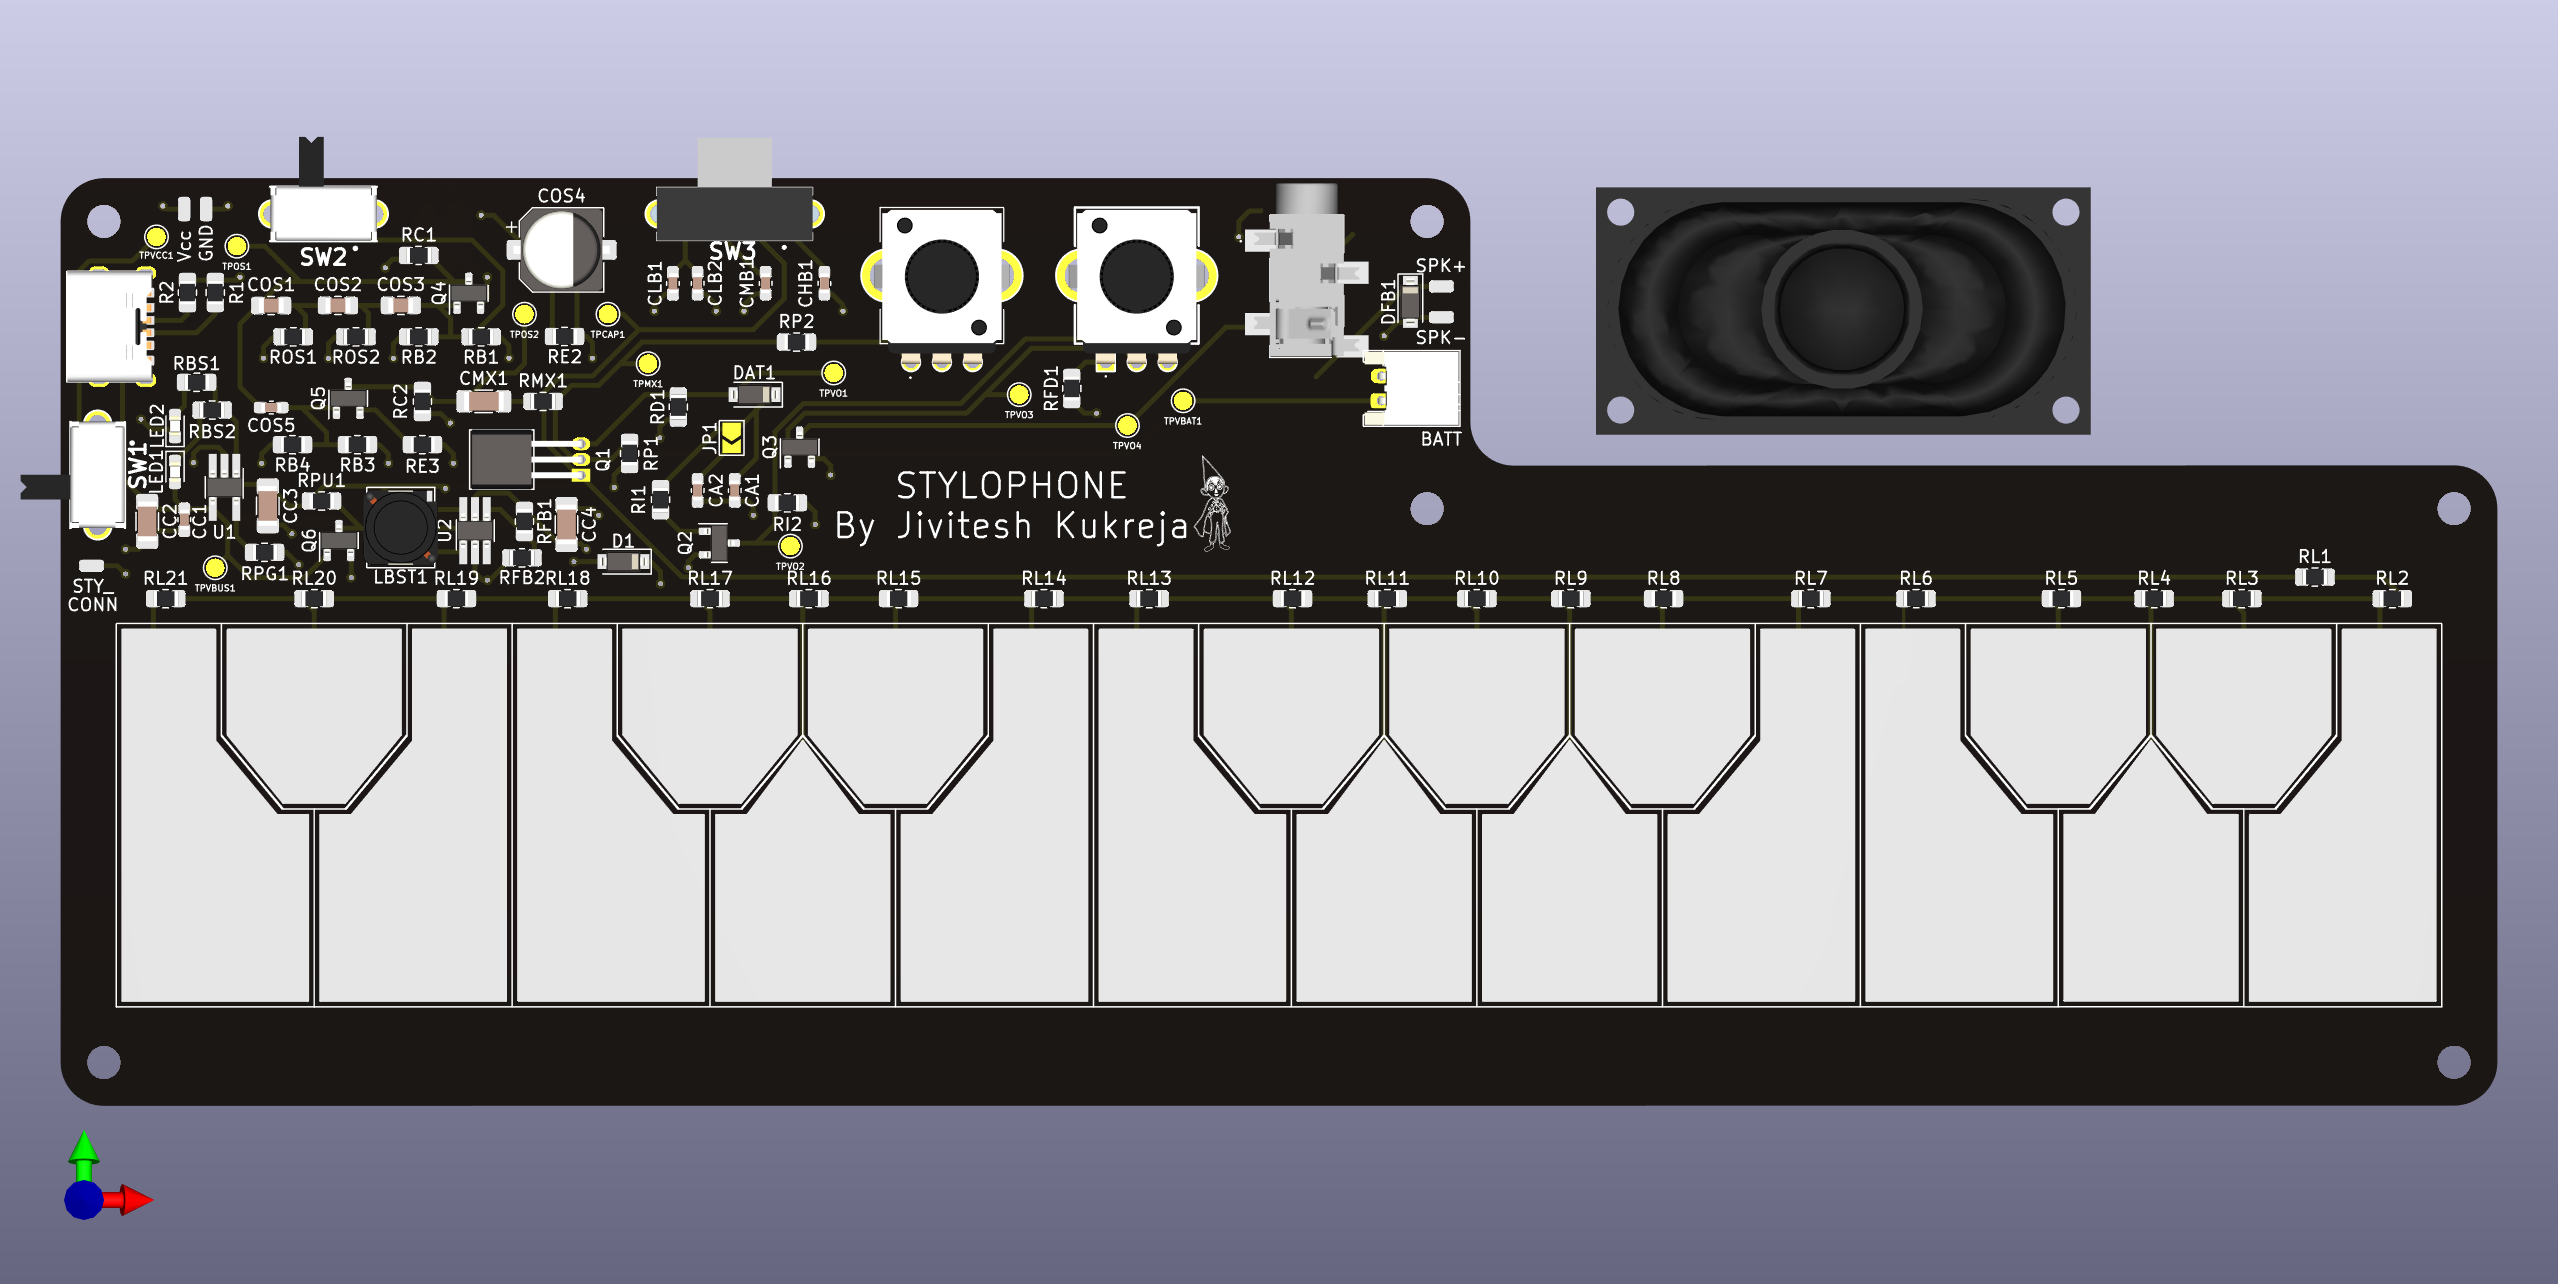 COS4
RC1
SW2
SW3
TPVCC1
Vcc
GND
TPOS1
R2
R1
COS1
COS2
COS3
Q4
CLB1
CLB2
CMB1
CHB1
SPK+
DFB1
SPK-
TPOS2
TPCAP1
RP2
ROS1
ROS2
RB2
RB1
RE2
RBS1
CMX1
RMX1
TPMX1
DAT1
TPVO1
RFD1
TPVO3
TPVBAT1
Q5
RC2
RD1
LED2
RBS2
COS5
JP1
Q3
TPVO4
BATT
SW1
LED1
RB4
RB3
RE3
Q1
RP1
RPU1
STYLOPHONE
By Jivitesh Kukreja
CC2
CC1
U1
CC3
Q6
U2
RFB1
CC4
RI1
CA2
CA1
RI2
D1
Q2
TPVO2
RPG1
LBST1
RFB2
TPVBUS1
STY_
CONN
RL21
RL20
RL19
RL18
RL17
RL16
RL15
RL14
RL13
RL12
RL11
RL10
RL9
RL8
RL7
RL6
RL5
RL4
RL3
RL1
RL2